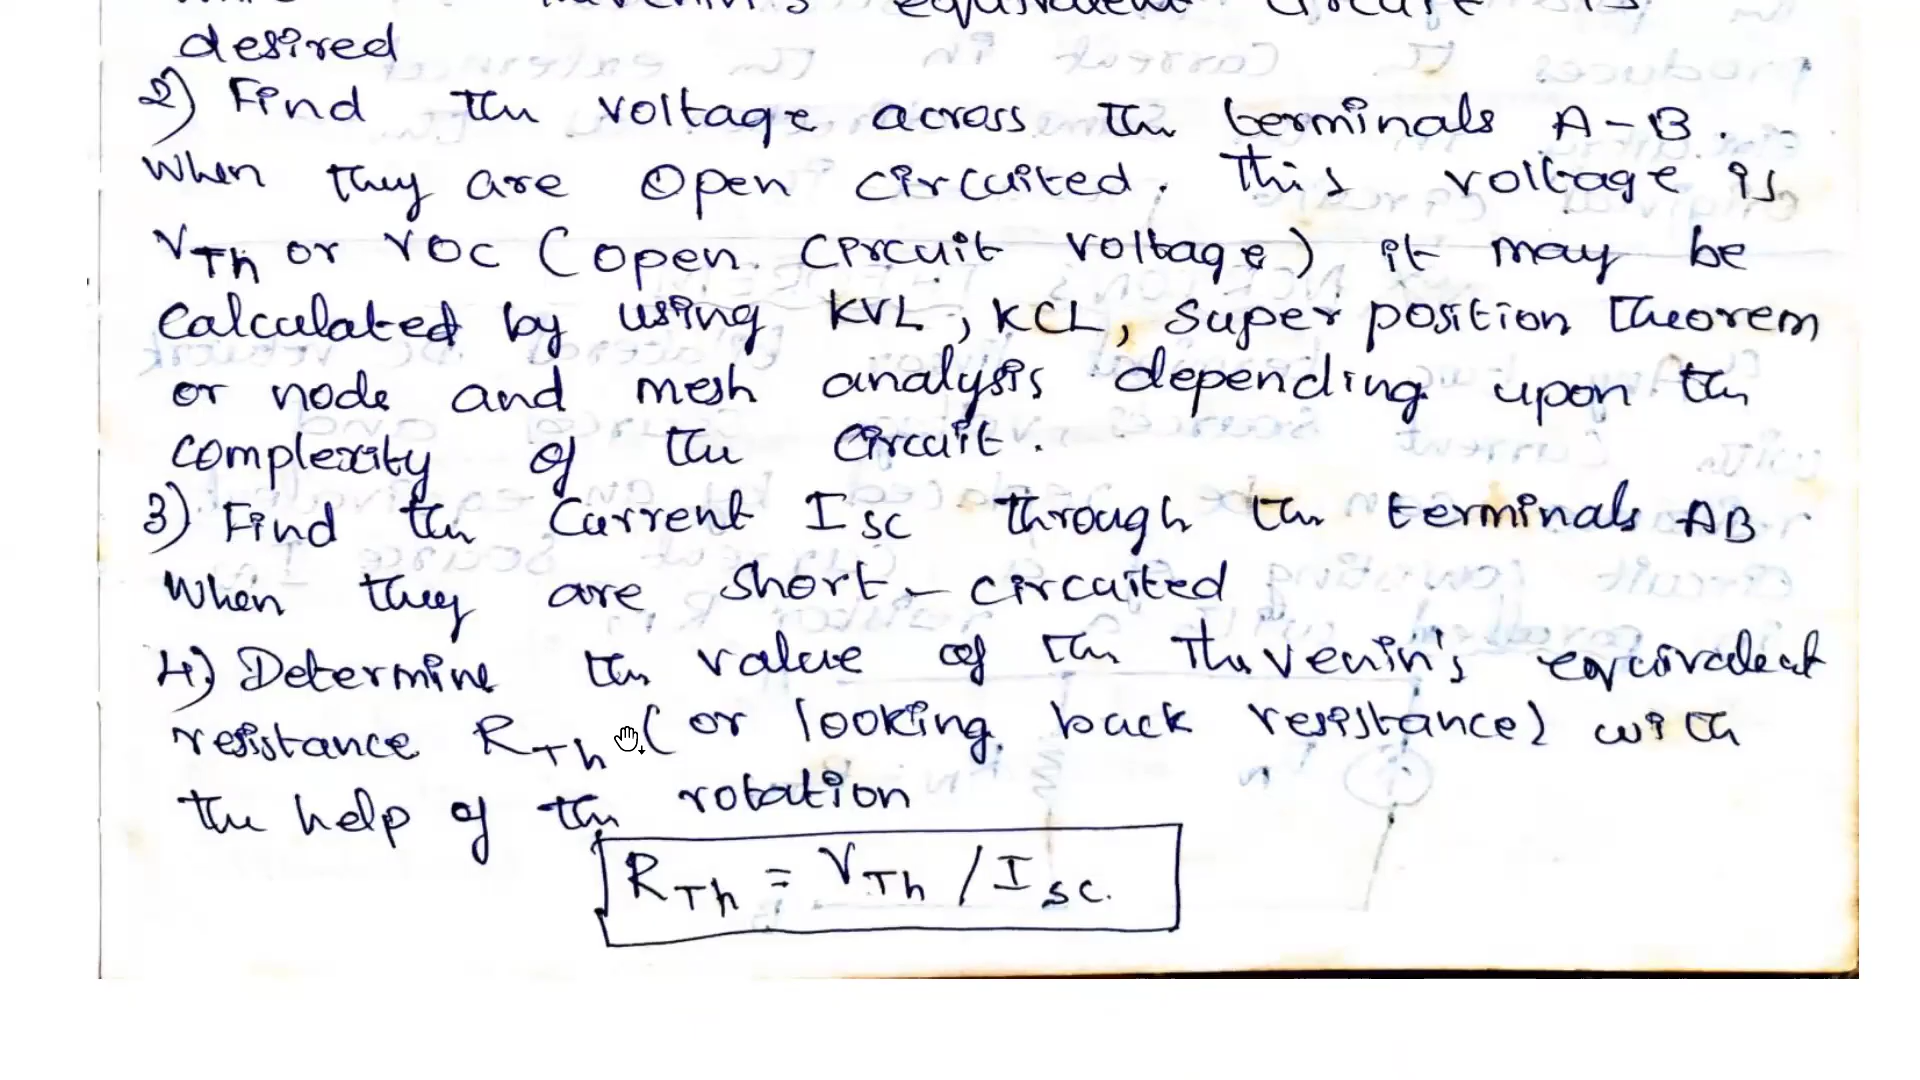 equivalent circuit is
desired
2) Find the voltage across the terminals A-B.
When they are open circuited. This voltage is
VTh or VOC (open circuit voltage) it may be
calculated by using KVL, KCL, Super position theorem
or node and mesh analysis depending upon the
complexity of the circuit.
3) Find the current ISC through the terminals AB
When they are short-circuited
4) Determine the value of the Thevenin's equivalent
resistance RTh (or looking back resistance) with
the help of the rotation
RTh = VTh / ISC.